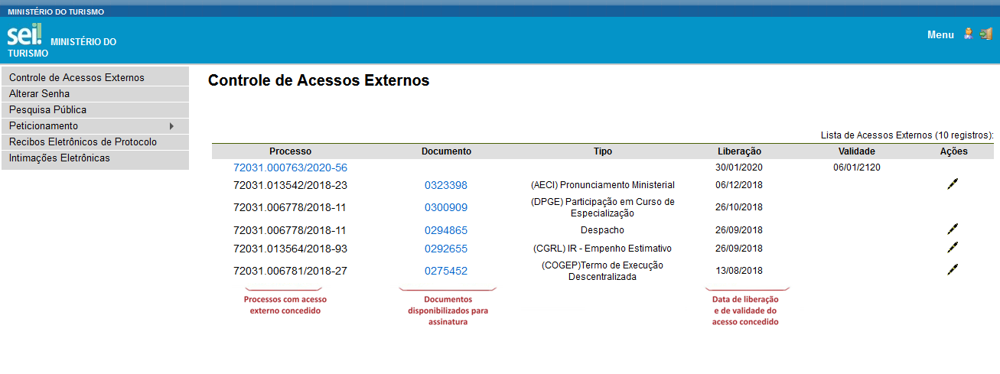 MINISTÉRIO DO TURISMO
sei! MINISTÉRIO DO
TURISMO
Menu
Controle de Acessos Externos
Alterar Senha
Pesquisa Pública
Peticionamento
Recibos Eletrônicos de Protocolo
Intimações Eletrônicas
Controle de Acessos Externos
Lista de Acessos Externos (10 registros):
Processo Documento Tipo Liberação Validade Ações
72031.000763/2020-56 30/01/2020 06/01/2120
72031.013542/2018-23 0323398 (AECI) Pronunciamento Ministerial 06/12/2018
72031.006778/2018-11 0300909 (DPGE) Participação em Curso de
Especialização 26/10/2018
72031.006778/2018-11 0294865 Despacho 26/09/2018
72031.013564/2018-93 0292655 (CGRL) IR - Empenho Estimativo 26/09/2018
72031.006781/2018-27 0275452 (COGEP)Termo de Execução
Descentralizada 13/08/2018
Processos com acesso
externo concedido
Documentos
disponibilizados para
assinatura
Data de liberação
e de validade do
acesso concedido